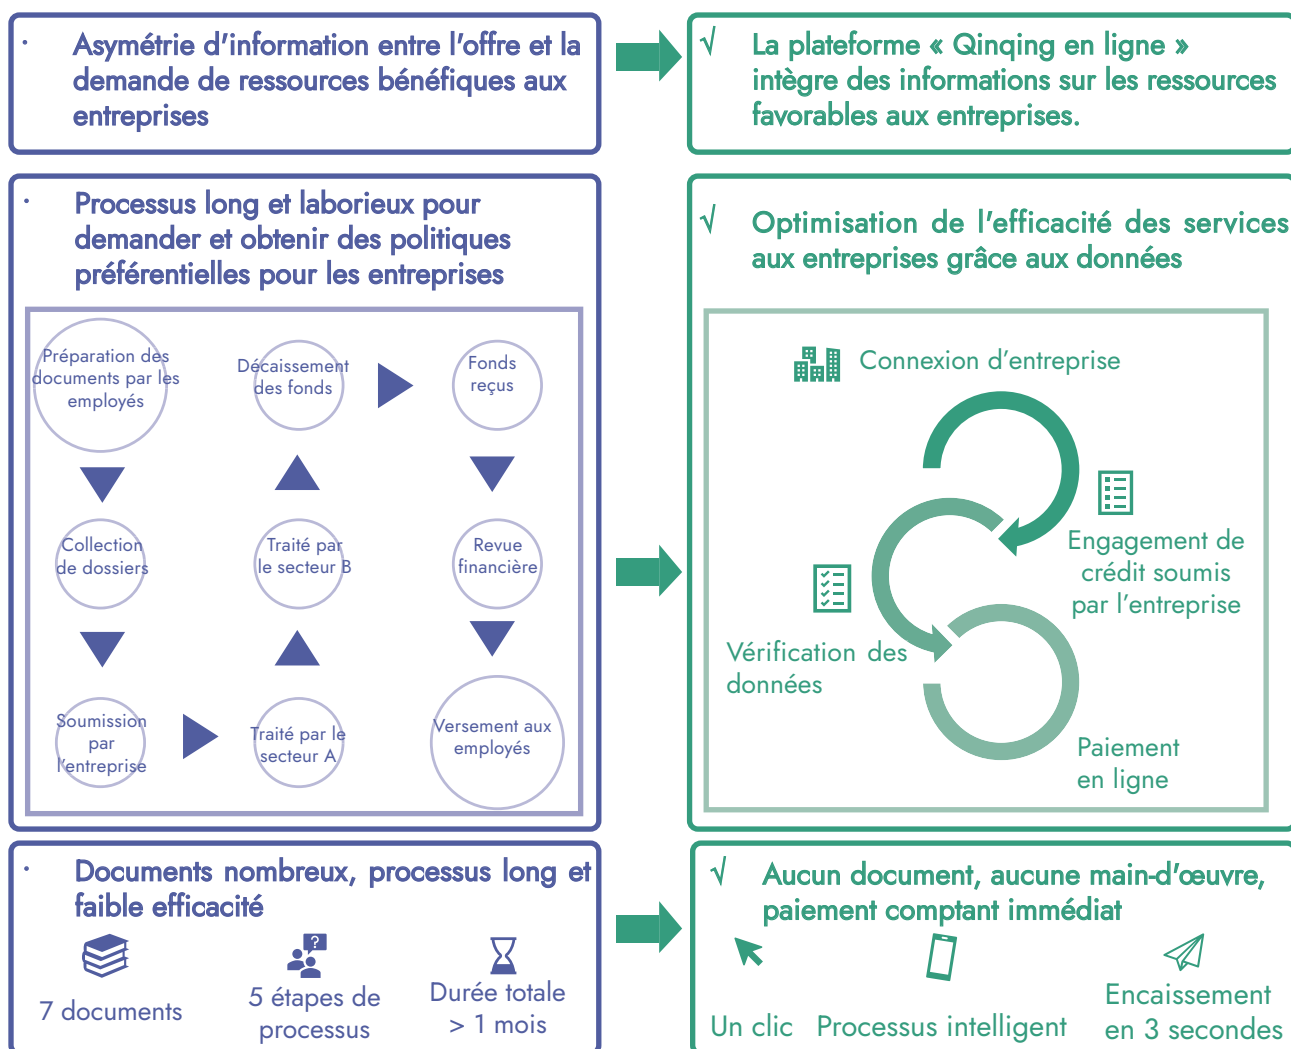 · Asymétrie d'information entre l'offre et la
demande de ressources bénéfiques aux
entreprises
√ La plateforme « Qinqing en ligne »
intègre des informations sur les ressources
favorables aux entreprises.
· Processus long et laborieux pour
demander et obtenir des politiques
préférentielles pour les entreprises
Préparation des
documents par les
employés
Collection
de dossiers
Soumission
par
l'entreprise
Traité par le
secteur A
Traité par
le secteur B
Décaissement
des fonds
Fonds
reçus
Revue
financière
Versement aux
employés
√ Optimisation de l'efficacité des services
aux entreprises grâce aux données
Connexion d’entreprise
Engagement de
crédit soumis
par l’entreprise
Vérification des
données
Paiement
en ligne
· Documents nombreux, processus long et
faible efficacité
7 documents
5 étapes de
processus
Durée totale
> 1 mois
√ Aucun document, aucune main-d'œuvre,
paiement comptant immédiat
Un clic
Processus intelligent
Encaissement
en 3 secondes